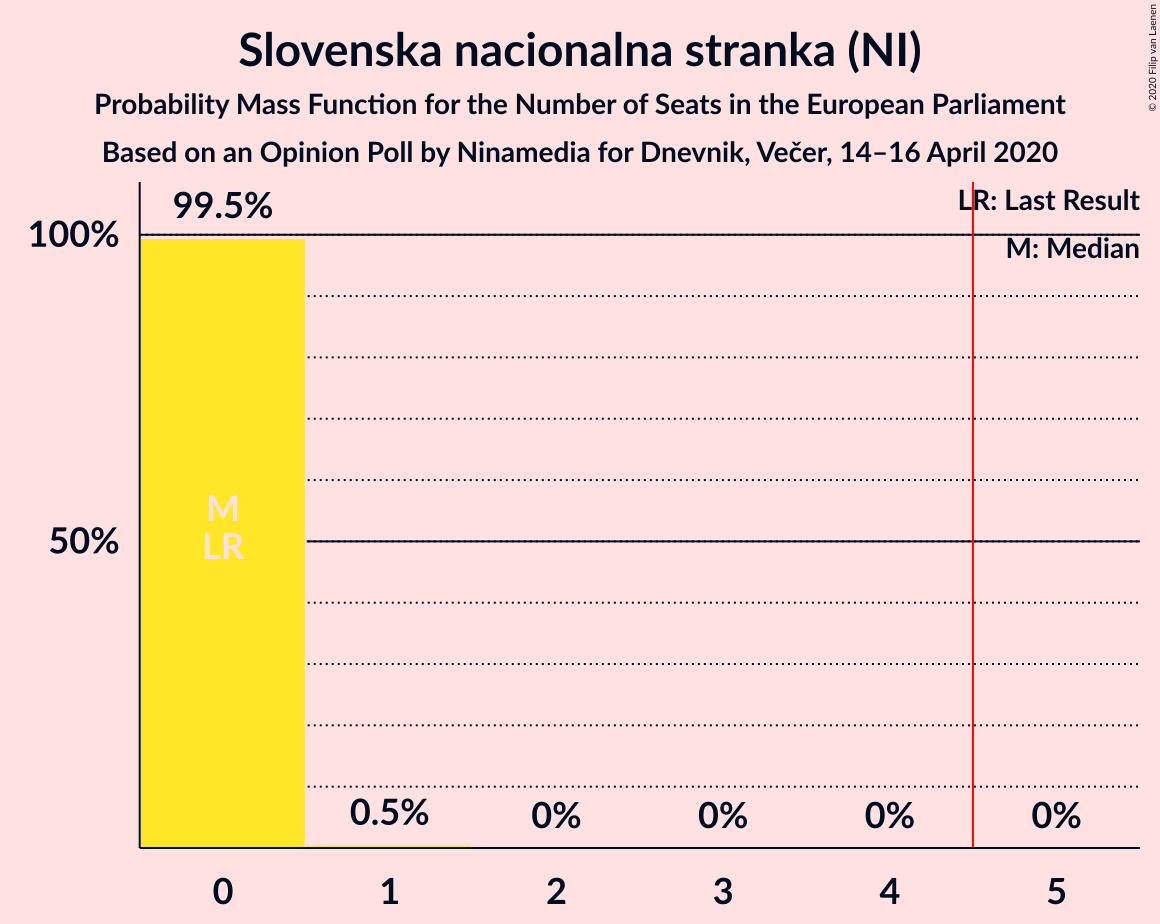 Slovenska nacionalna stranka (NI)
Probability Mass Function for the Number of Seats in the European Parliament
Based on an Opinion Poll by Ninamedia for Dnevnik, Večer, 14–16 April 2020
© 2020 Filip van Laenen
LR: Last Result
M: Median
99.5%
100%
M
LR
50%
0.5%
0%
0%
0%
0%
0 1 2 3 4 5